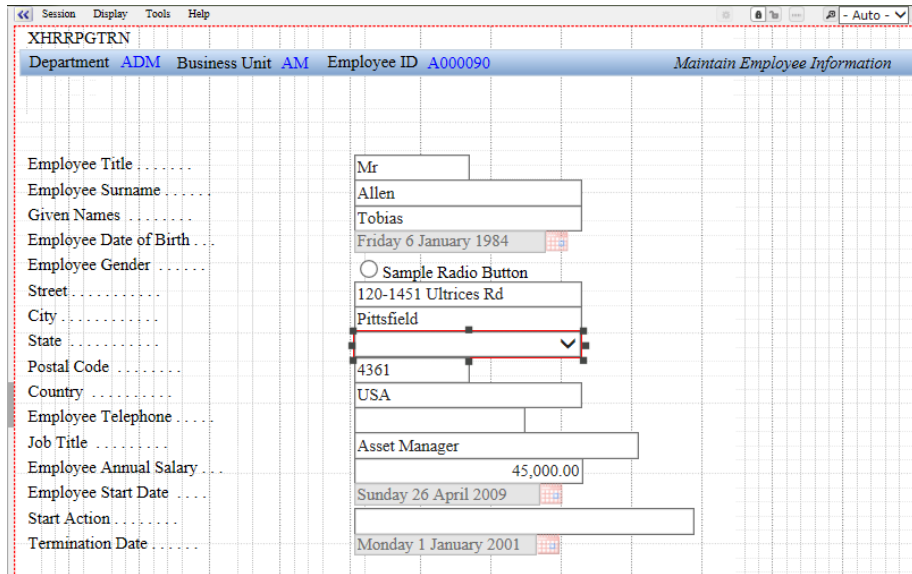 Session Display Tools Help - Auto -
XHRRPGTRN
Department ADM Business Unit AM Employee ID A000090 Maintain Employee Information
Employee Title . . . . . . . Mr
Employee Surname . . . . . . Allen
Given Names . . . . . . . . Tobias
Employee Date of Birth . . . Friday 6 January 1984
Employee Gender . . . . . . Sample Radio Button
Street . . . . . . . . . . . 120-1451 Ultrices Rd
City . . . . . . . . . . . . Pittsfield
State . . . . . . . . . . .
Postal Code . . . . . . . . 4361
Country . . . . . . . . . . USA
Employee Telephone . . . . .
Job Title . . . . . . . . . Asset Manager
Employee Annual Salary . . . 45,000.00
Employee Start Date . . . . Sunday 26 April 2009
Start Action . . . . . . . .
Termination Date . . . . . . Monday 1 January 2001